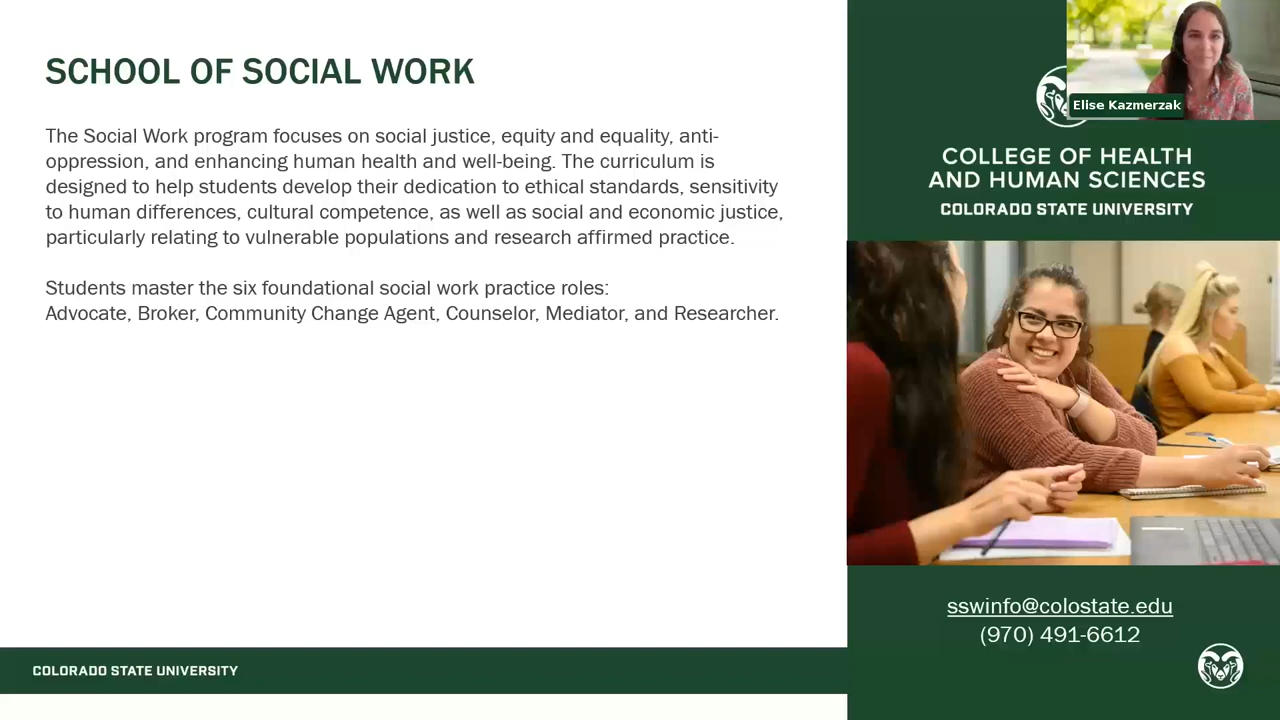 SCHOOL OF SOCIAL WORK
The Social Work program focuses on social justice, equity and equality, anti-
oppression, and enhancing human health and well-being. The curriculum is
designed to help students develop their dedication to ethical standards, sensitivity
to human differences, cultural competence, as well as social and economic justice,
particularly relating to vulnerable populations and research affirmed practice.
Students master the six foundational social work practice roles:
Advocate, Broker, Community Change Agent, Counselor, Mediator, and Researcher.
COLORADO STATE UNIVERSITY
Elise Kazmerzak
COLLEGE OF HEALTH
AND HUMAN SCIENCES
COLORADO STATE UNIVERSITY
sswinfo@colostate.edu
(970) 491-6612